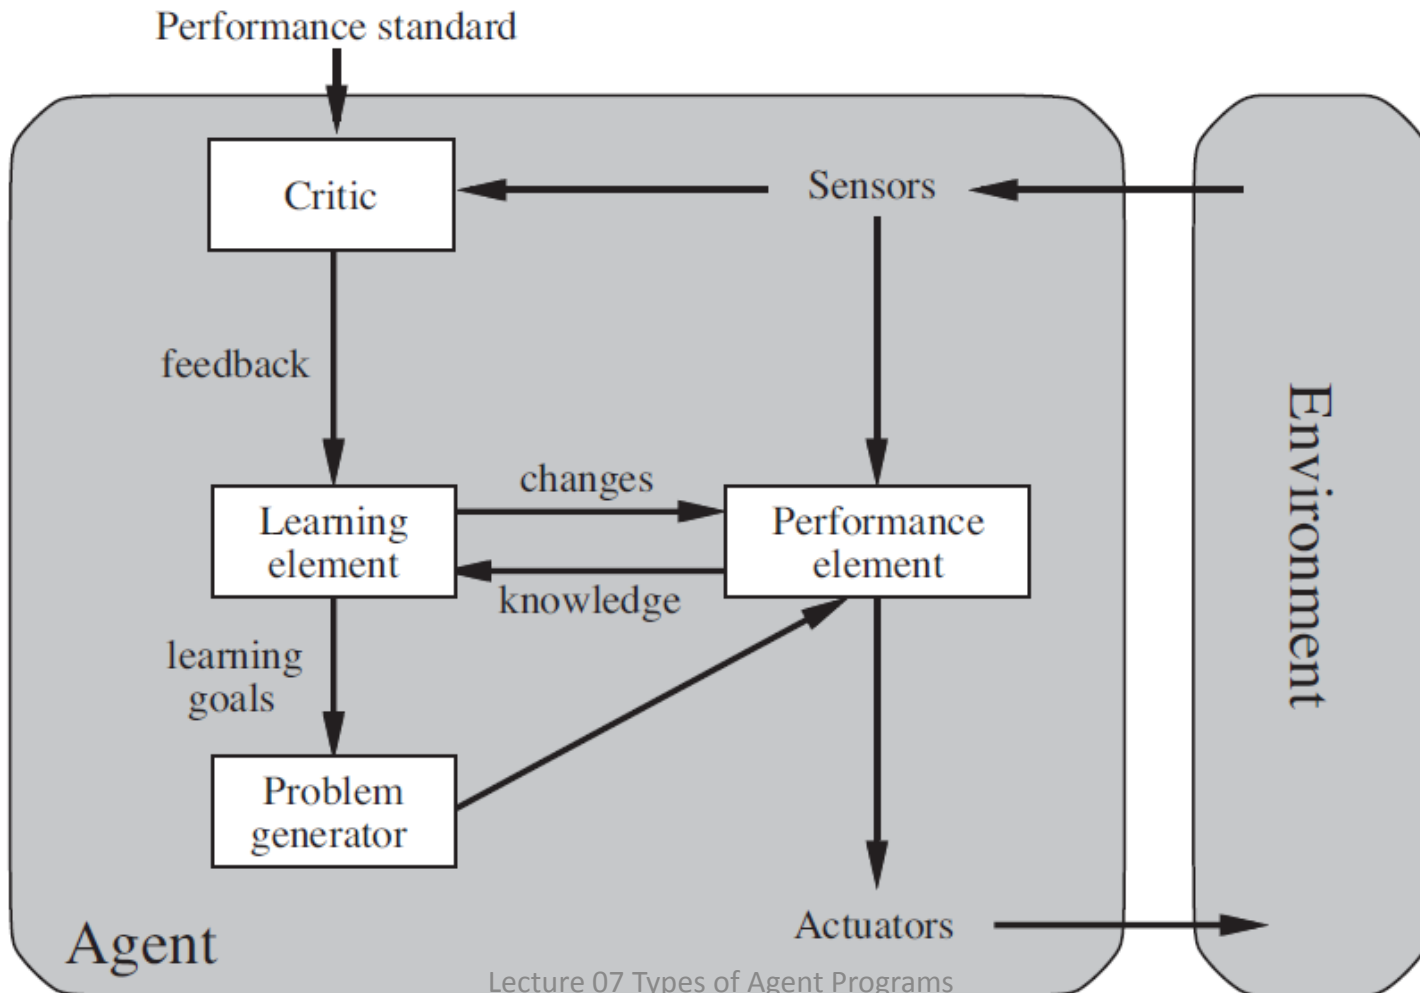 Performance standard
Critic
Sensors
feedback
changes
Learning
element
Performance
element
knowledge
learning
goals
Problem
generator
Actuators
Agent
Environment
Lecture 07 Types of Agent Programs